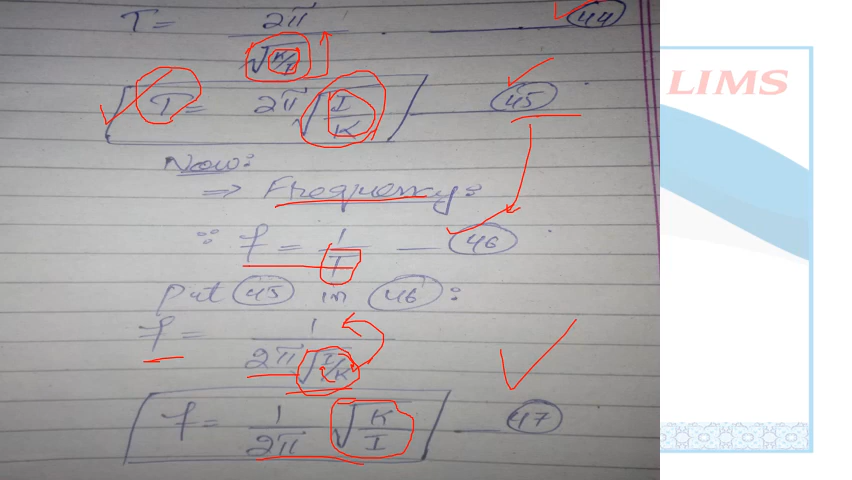 T = 2π / √(K/I) — (44)
T = 2π √(I/K) — (45)
LIMS
Now:
⇒ Frequency:
∵ f = 1/T — (46)
Put (45) in (46):
f = 1 / 2π√(I/K)
f = 1/2π √(K/I) — (47)